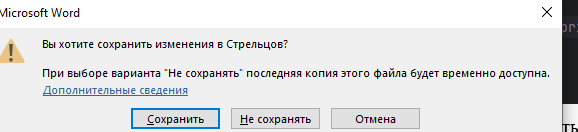 Microsoft Word
Вы хотите сохранить изменения в Стрельцов?
При выборе варианта "Не сохранять" последняя копия этого файла будет временно доступна.
Дополнительные сведения
Сохранить
Не сохранять
Отмена